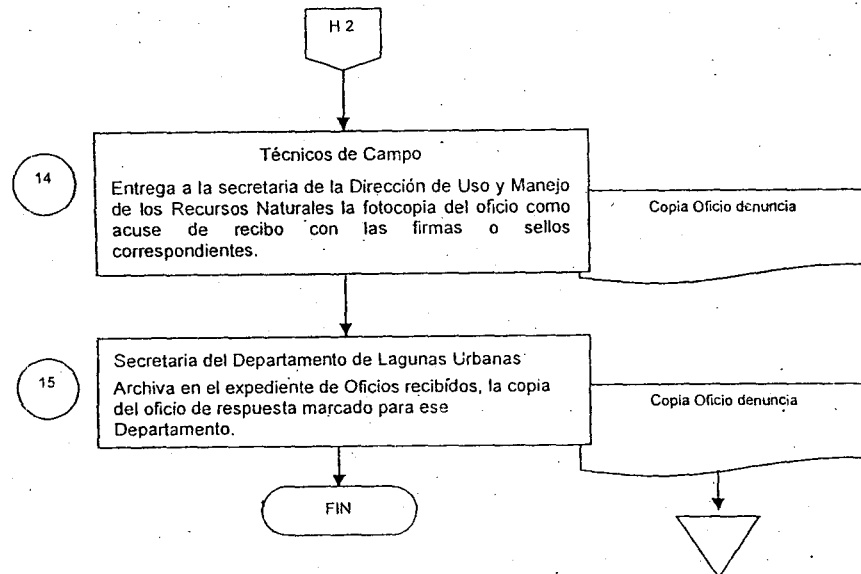 H 2
14
Técnicos de Campo
Entrega a la secretaria de la Dirección de Uso y Manejo
de los Recursos Naturales la fotocopia del oficio como
acuse de recibo con las firmas o sellos
correspondientes.
Copia Oficio denuncia
15
Secretaria del Departamento de Lagunas Urbanas
Archiva en el expediente de Oficios recibidos, la copia
del oficio de respuesta marcado para ese
Departamento.
Copia Oficio denuncia
FIN